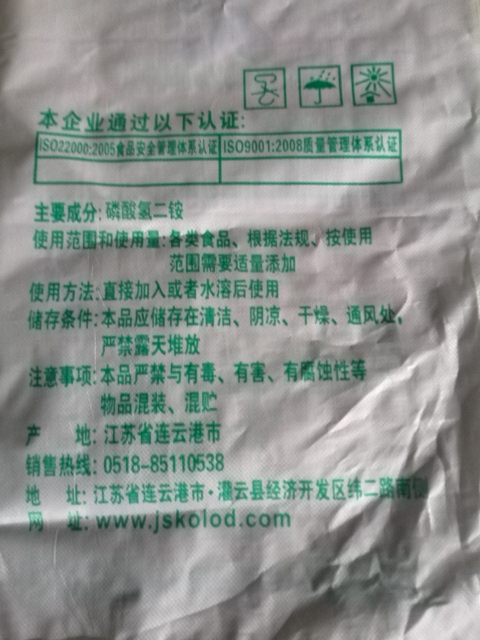 本企业通过以下认证:
ISO22000:2005食品安全管理体系认证 ISO9001:2008质量管理体系认证
主要成分: 磷酸氢二铵
使用范围和使用量: 各类食品、根据法规、按使用
范围需要适量添加
使用方法: 直接加入或者水溶后使用
储存条件: 本品应储存在清洁、阴凉、干燥、通风处,
严禁露天堆放
注意事项: 本品严禁与有毒、有害、有腐蚀性等
物品混装、混贮
产 地: 江苏省连云港市
销售热线: 0518-85110538
地 址: 江苏省连云港市·灌云县经济开发区纬二路南侧
网 址: www.jskolod.com